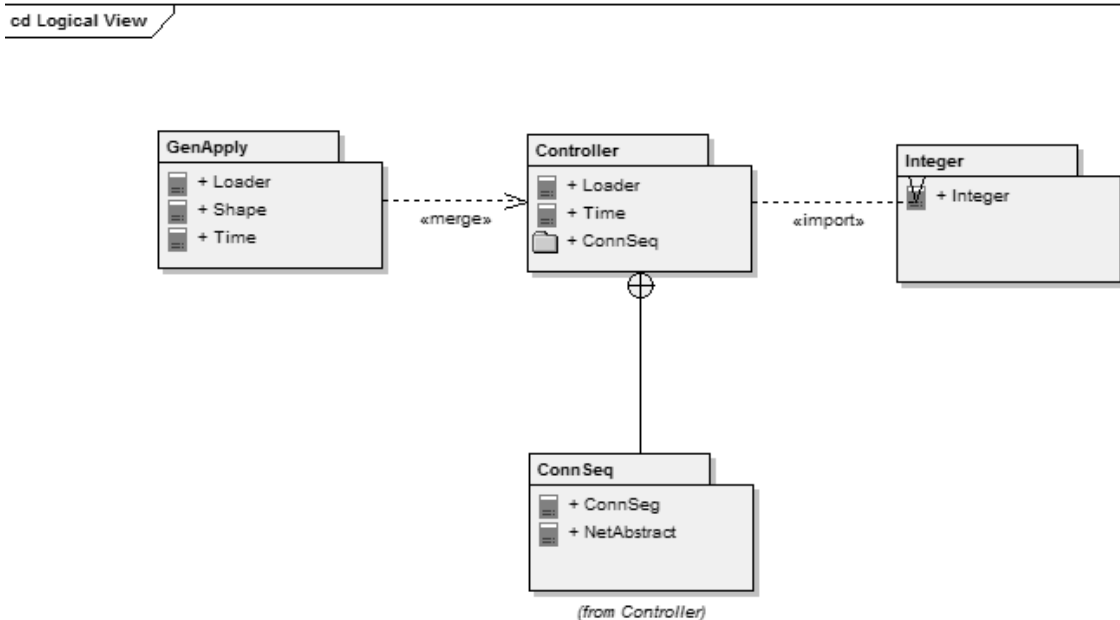 cd Logical View
GenApply
+ Loader
+ Shape
+ Time
«merge»
Controller
+ Loader
+ Time
+ ConnSeq
«import»
Integer
+ Integer
ConnSeq
+ ConnSeg
+ NetAbstract
(from Controller)